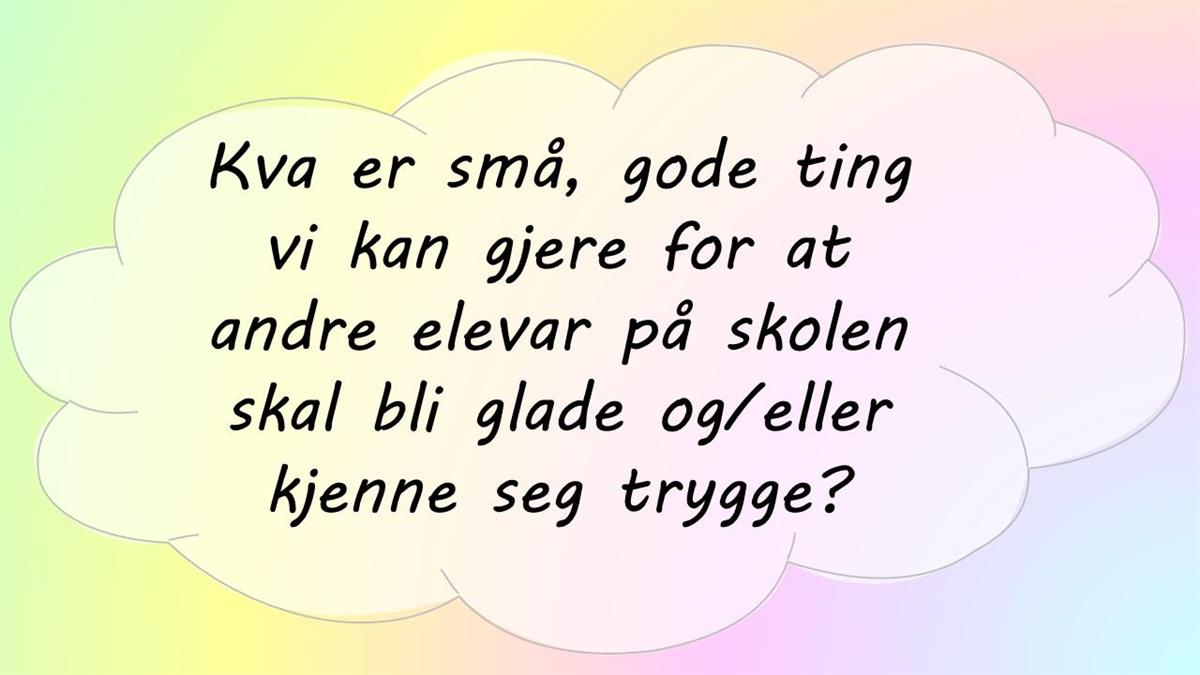 Kva er små, gode ting
vi kan gjere for at
andre elevar på skolen
skal bli glade og/eller
kjenne seg trygge?